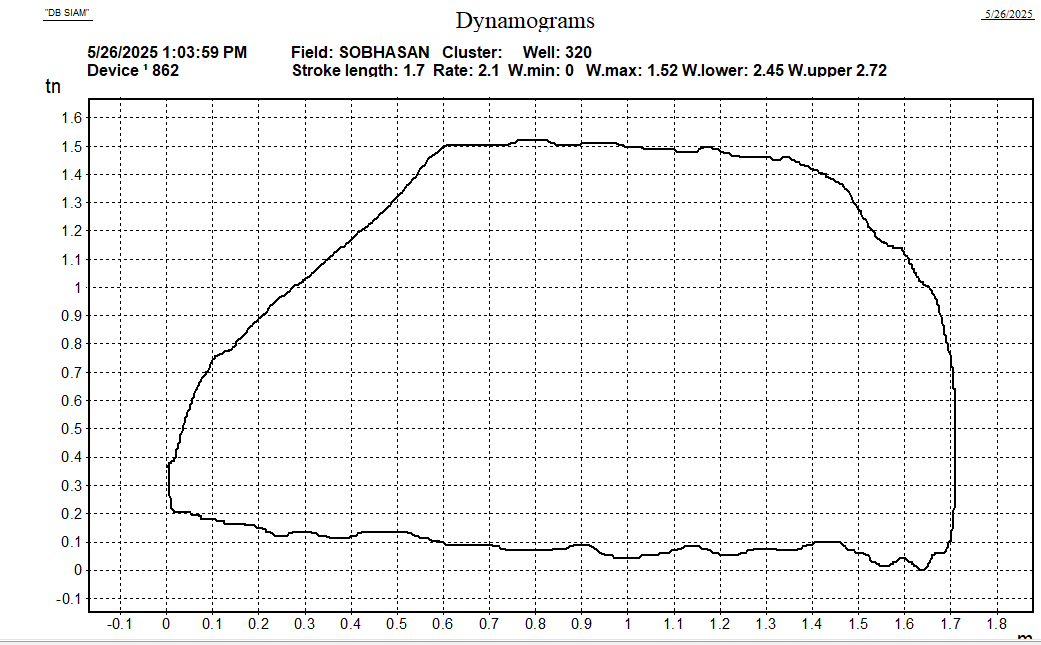 "DB SIAM"
5/26/2025
Dynamograms
5/26/2025 1:03:59 PM Field: SOBHASAN Cluster: Well: 320
Device ¹ 862 Stroke length: 1.7 Rate: 2.1 W.min: 0 W.max: 1.52 W.lower: 2.45 W.upper 2.72
tn
1.6
1.5
1.4
1.3
1.2
1.1
1
0.9
0.8
0.7
0.6
0.5
0.4
0.3
0.2
0.1
0
-0.1
-0.1 0 0.1 0.2 0.3 0.4 0.5 0.6 0.7 0.8 0.9 1 1.1 1.2 1.3 1.4 1.5 1.6 1.7 1.8
m